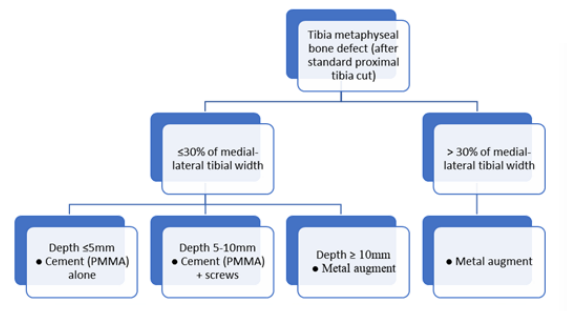 Tibia metaphyseal
bone defect (after
standard proximal
tibia cut)
≤30% of medial-
lateral tibial width
> 30% of medial-
lateral tibial width
Depth ≤5mm
● Cement (PMMA)
alone
Depth 5-10mm
● Cement (PMMA)
+ screws
Depth ≥ 10mm
● Metal augment
● Metal augment